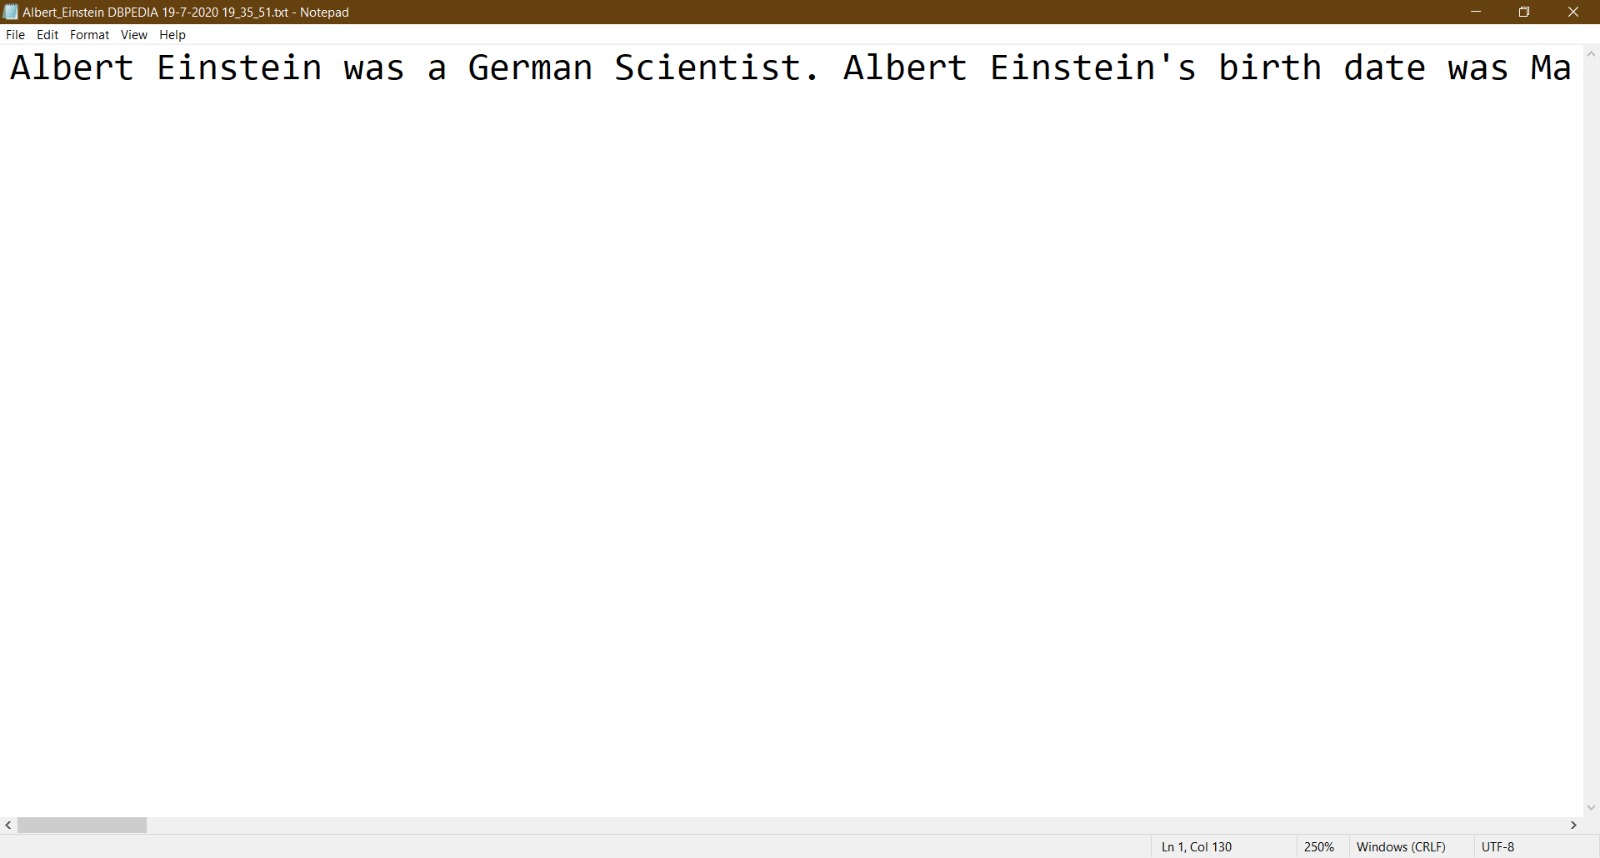 Albert_Einstein DBPEDIA 19-7-2020 19_35_51.txt - Notepad
File Edit Format View Help
Albert Einstein was a German Scientist. Albert Einstein's birth date was Ma
Ln 1, Col 130 250% Windows (CRLF) UTF-8